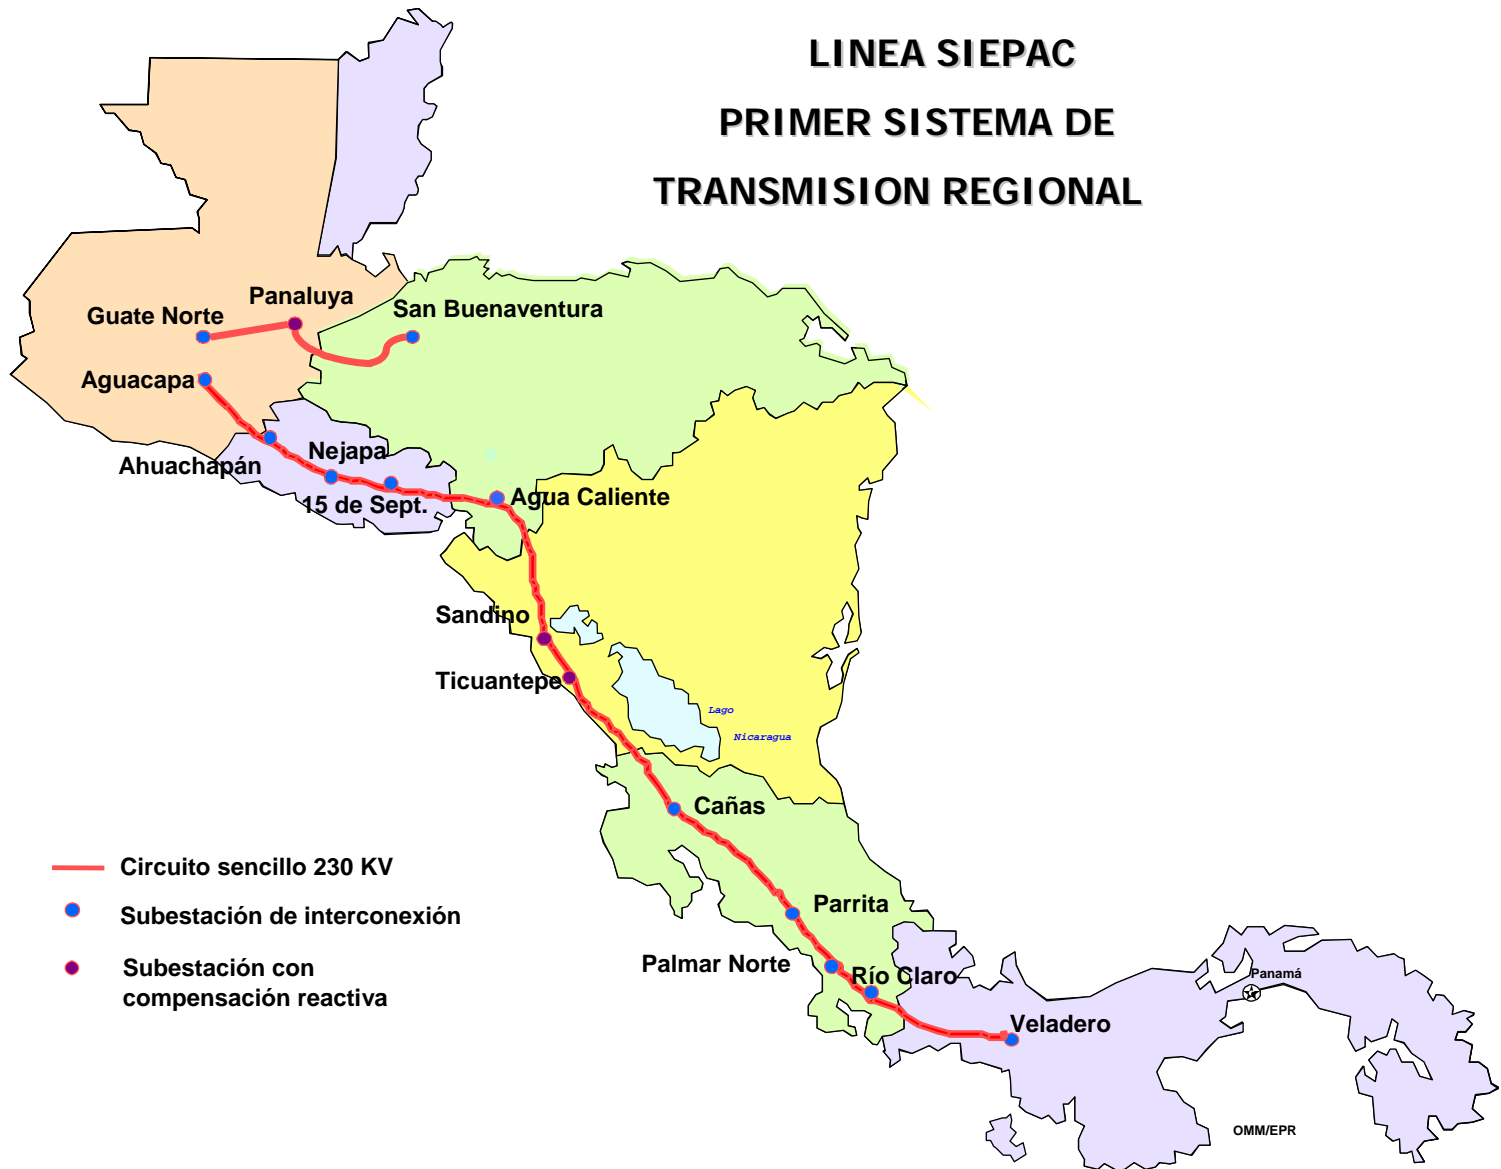 LINEA SIEPAC
PRIMER SISTEMA DE
TRANSMISION REGIONAL
Panaluya
San Buenaventura
Guate Norte
Aguacapa
Nejapa
Ahuachapán
Agua Caliente
15 de Sept.
Sandino
Ticuantepe
Lago
Nicaragua
Cañas
Circuito sencillo 230 KV
Subestación de interconexión
Subestación con
compensación reactiva
Parrita
Palmar Norte
Río Claro
Panamá
Veladero
OMM/EPR